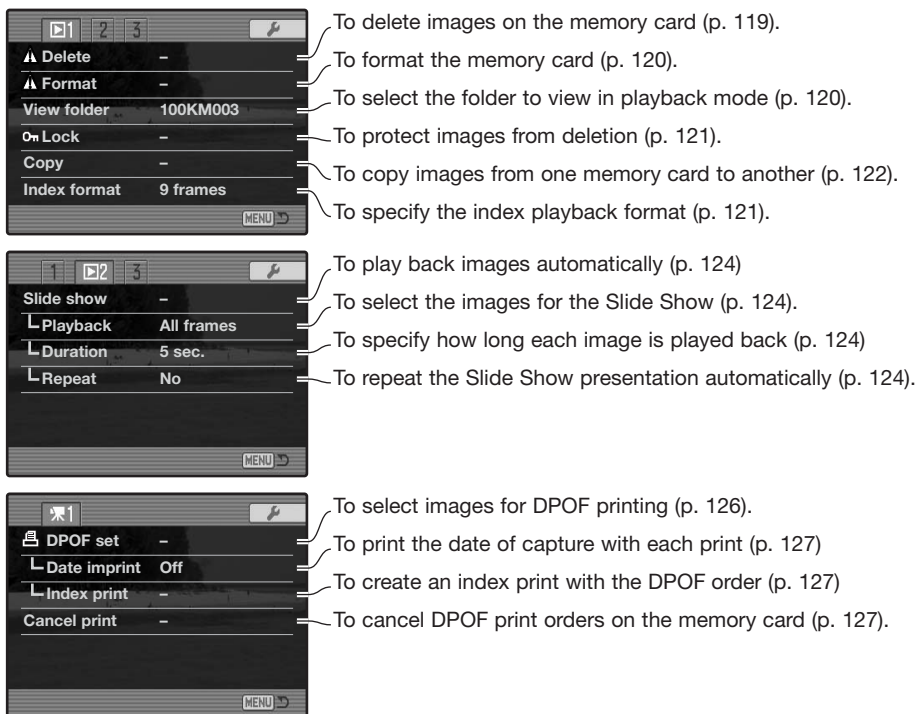 1 2 3
Delete –
Format –
View folder 100KM003
Lock –
Copy –
Index format 9 frames
MENU
To delete images on the memory card (p. 119).
To format the memory card (p. 120).
To select the folder to view in playback mode (p. 120).
To protect images from deletion (p. 121).
To copy images from one memory card to another (p. 122).
To specify the index playback format (p. 121).
1 2 3
Slide show –
Playback All frames
Duration 5 sec.
Repeat No
MENU
To play back images automatically (p. 124)
To select the images for the Slide Show (p. 124).
To specify how long each image is played back (p. 124)
To repeat the Slide Show presentation automatically (p. 124).
1
DPOF set –
Date imprint Off
Index print –
Cancel print –
MENU
To select images for DPOF printing (p. 126).
To print the date of capture with each print (p. 127)
To create an index print with the DPOF order (p. 127)
To cancel DPOF print orders on the memory card (p. 127).